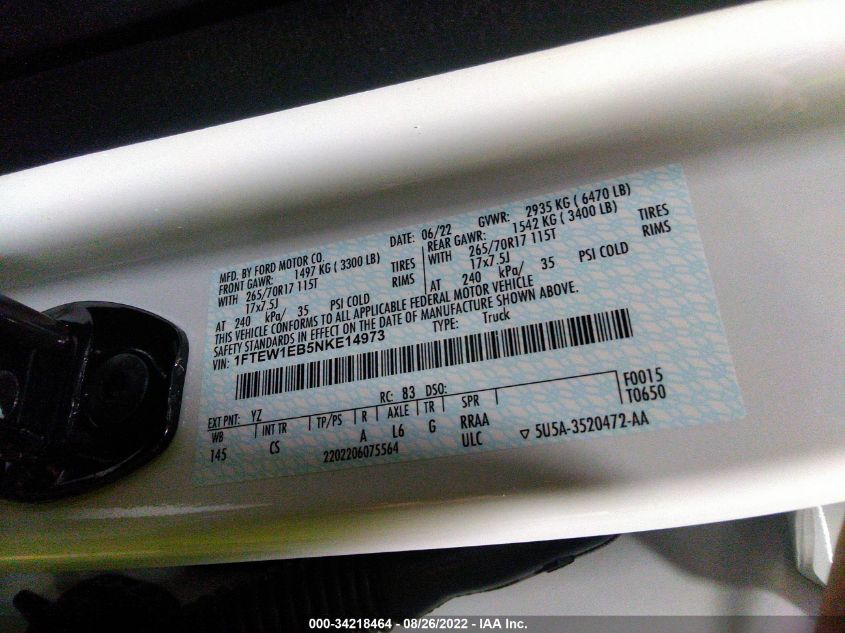 MFD. BY FORD MOTOR CO.
DATE: 06/22 GVWR: 2935 KG ( 6470 LB)
FRONT GAWR: 1497 KG ( 3300 LB)
REAR GAWR: 1542 KG ( 3400 LB)
WITH 265/70R17 115T TIRES
WITH 265/70R17 115T TIRES
17x7.5J RIMS
17x7.5J RIMS
AT 240 kPa/ 35 PSI COLD
AT 240 kPa/ 35 PSI COLD
THIS VEHICLE CONFORMS TO ALL APPLICABLE FEDERAL MOTOR VEHICLE
SAFETY STANDARDS IN EFFECT ON THE DATE OF MANUFACTURE SHOWN ABOVE.
VIN: 1FTEW1EB5NKE14973
TYPE: Truck
EXT PNT: YZ RC: 83 DSO:
F0015
WB INT TR TP/PS R AXLE TR SPR
T0650
145 CS A L6 G RRAA
2202206075564 ULC 5U5A-3520472-AA
000-34218464 - 08/26/2022 - IAA Inc.